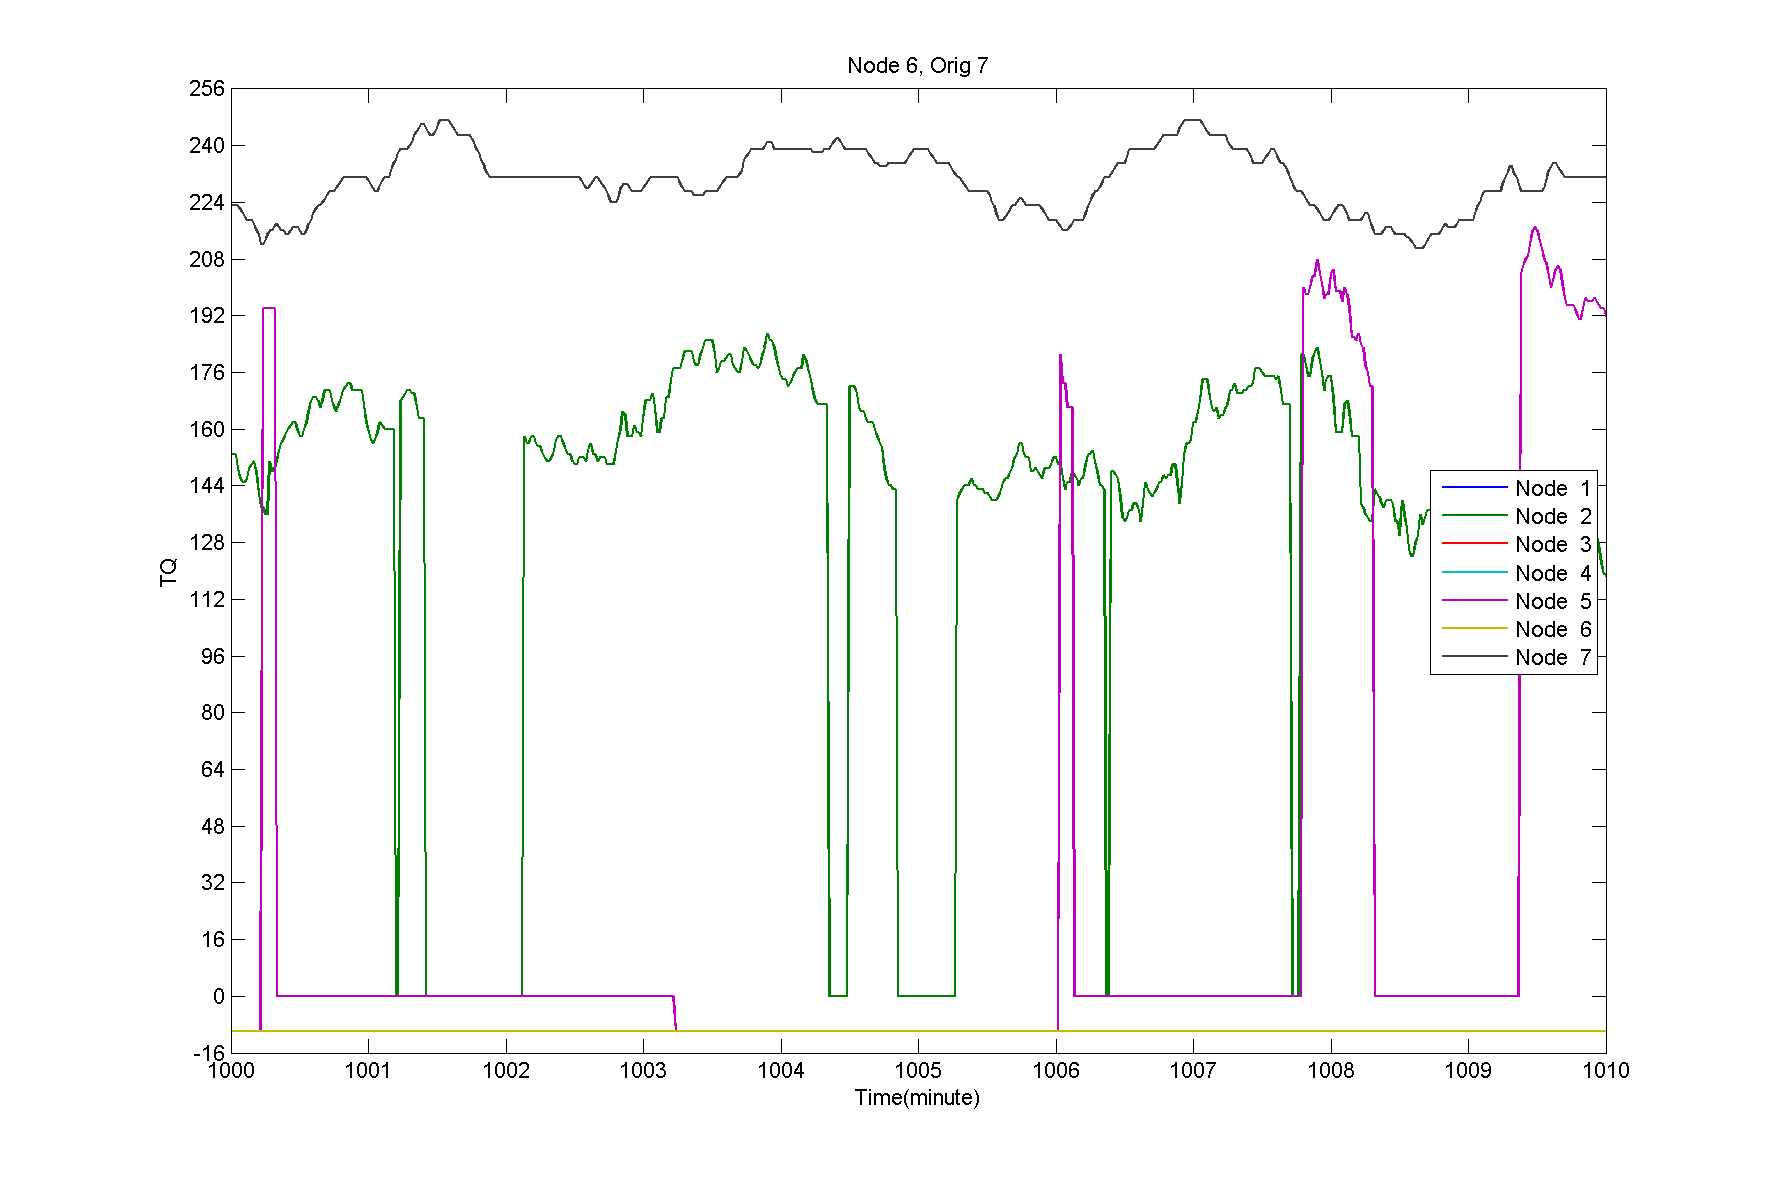 Node 6, Orig 7
256
240
224
208
192
176
160
144
128
112
96
80
64
48
32
16
0
-16
TQ
Node 1
Node 2
Node 3
Node 4
Node 5
Node 6
Node 7
1000 1001 1002 1003 1004 1005 1006 1007 1008 1009 1010
Time(minute)